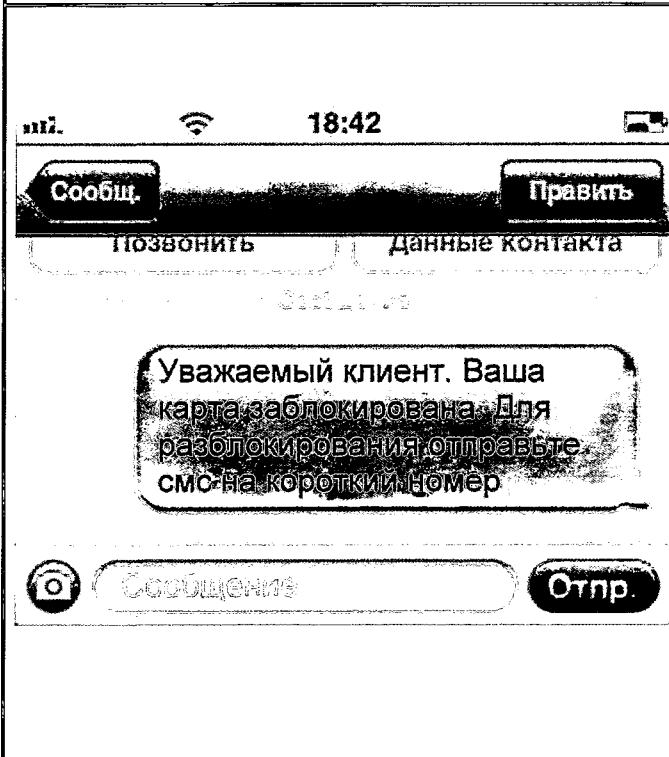 18:42
Сообщ.
Править
Позвонить
Данные контакта
Уважаемый клиент. Ваша
карта заблокирована. Для
разблокирования отправьте
смс на короткий номер
Сообщение
Отпр.